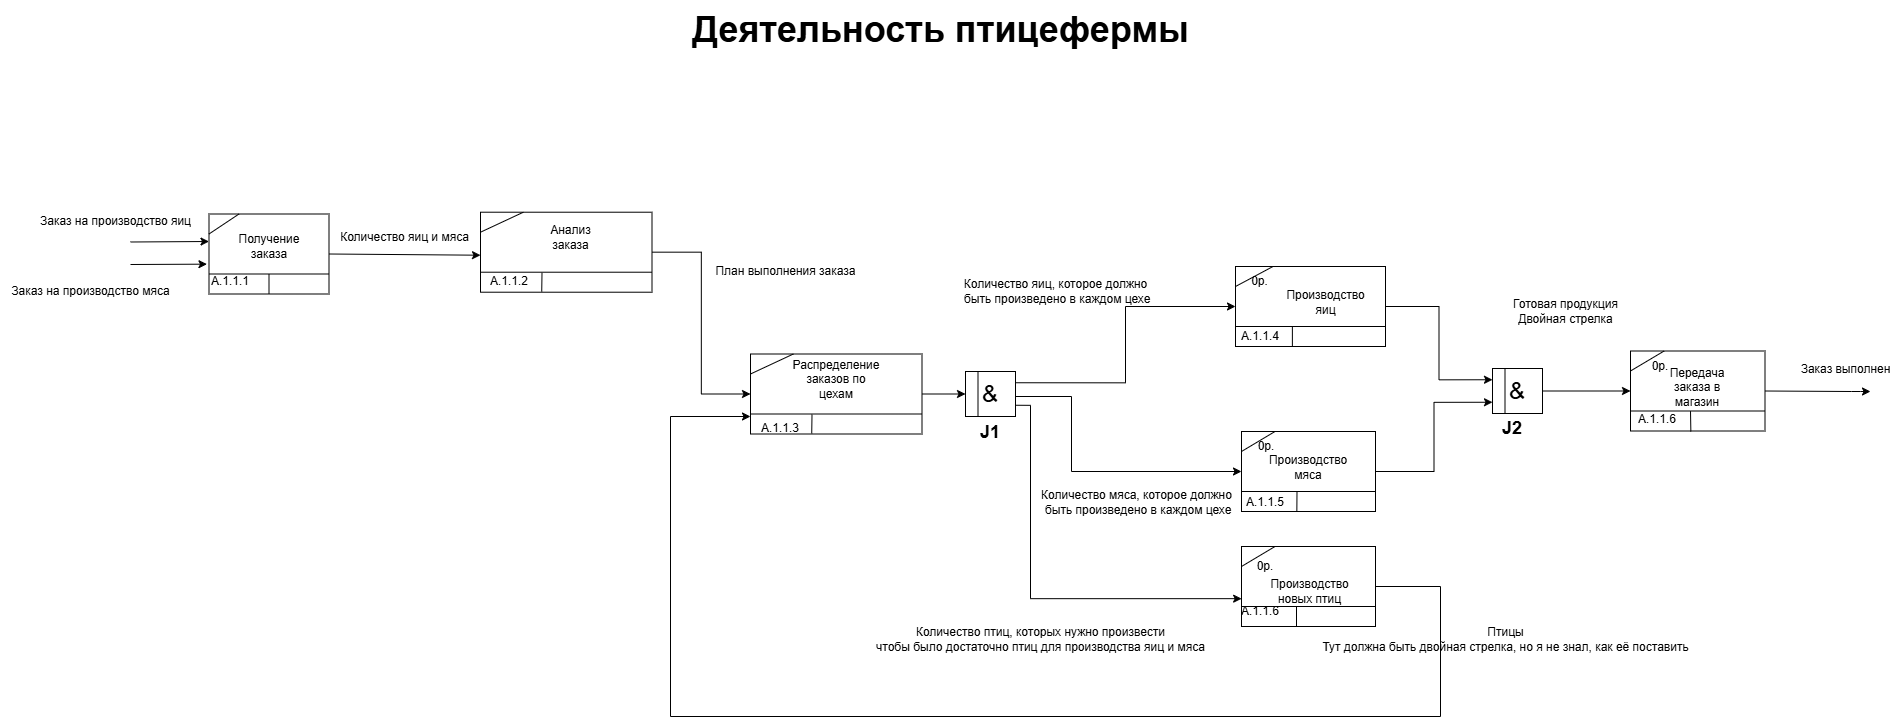 Деятельность птицефермы
Заказ на производство яиц
Заказ на производство мяса
Получение
заказа
А.1.1.1
Количество яиц и мяса
Анализ
заказа
А.1.1.2
План выполнения заказа
Распределение
заказов по
цехам
А.1.1.3
&
J1
Количество яиц, которое должно
быть произведено в каждом цехе
0р.
Производство
яиц
А.1.1.4
Количество мяса, которое должно
быть произведено в каждом цехе
0р.
Производство
мяса
А.1.1.5
Количество птиц, которых нужно произвести
чтобы было достаточно птиц для производства яиц и мяса
0р.
Производство
новых птиц
А.1.1.6
Птицы
Тут должна быть двойная стрелка, но я не знал, как её поставить
Готовая продукция
Двойная стрелка
&
J2
0р.
Передача
заказа в
магазин
А.1.1.6
Заказ выполнен